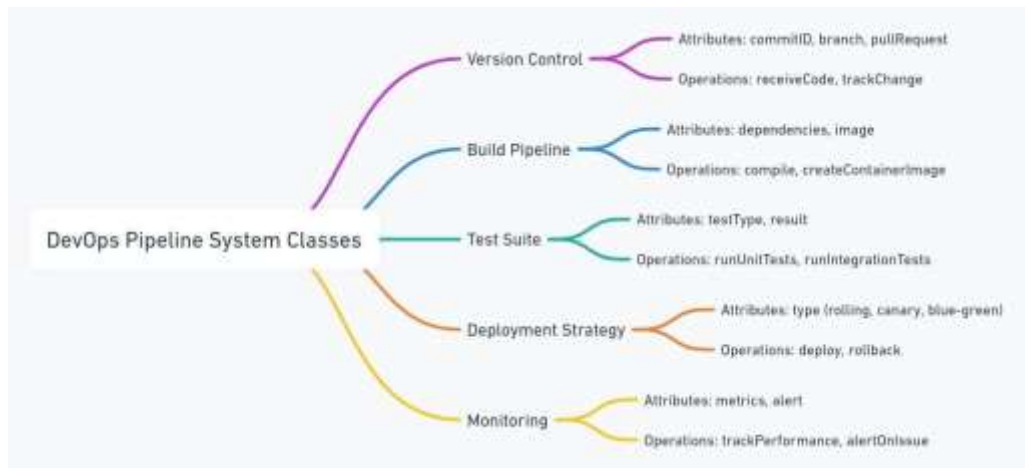 DevOps Pipeline System Classes
Version Control
Attributes: commitID, branch, pullRequest
Operations: receiveCode, trackChange
Build Pipeline
Attributes: dependencies, image
Operations: compile, createContainerImage
Test Suite
Attributes: testType, result
Operations: runUnitTests, runIntegrationTests
Deployment Strategy
Attributes: type (rolling, canary, blue-green)
Operations: deploy, rollback
Monitoring
Attributes: metrics, alert
Operations: trackPerformance, alertOnIssue